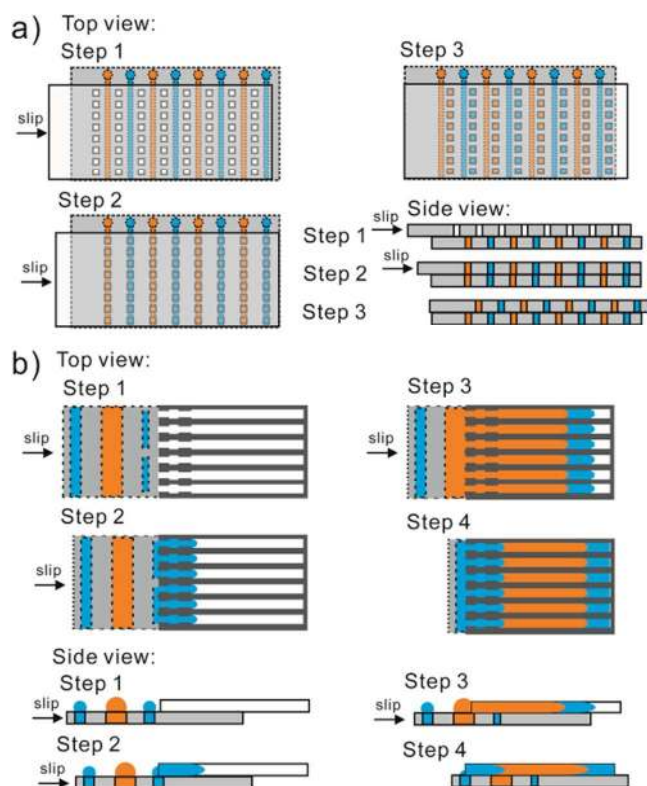 a) Top view:
Step 1
slip
Step 2
slip
Step 3
Side view:
slip
Step 1
slip
Step 2
Step 3
b) Top view:
Step 1
slip
Step 2
slip
Step 3
slip
Step 4
Side view:
Step 1
slip
Step 2
slip
Step 3
slip
Step 4